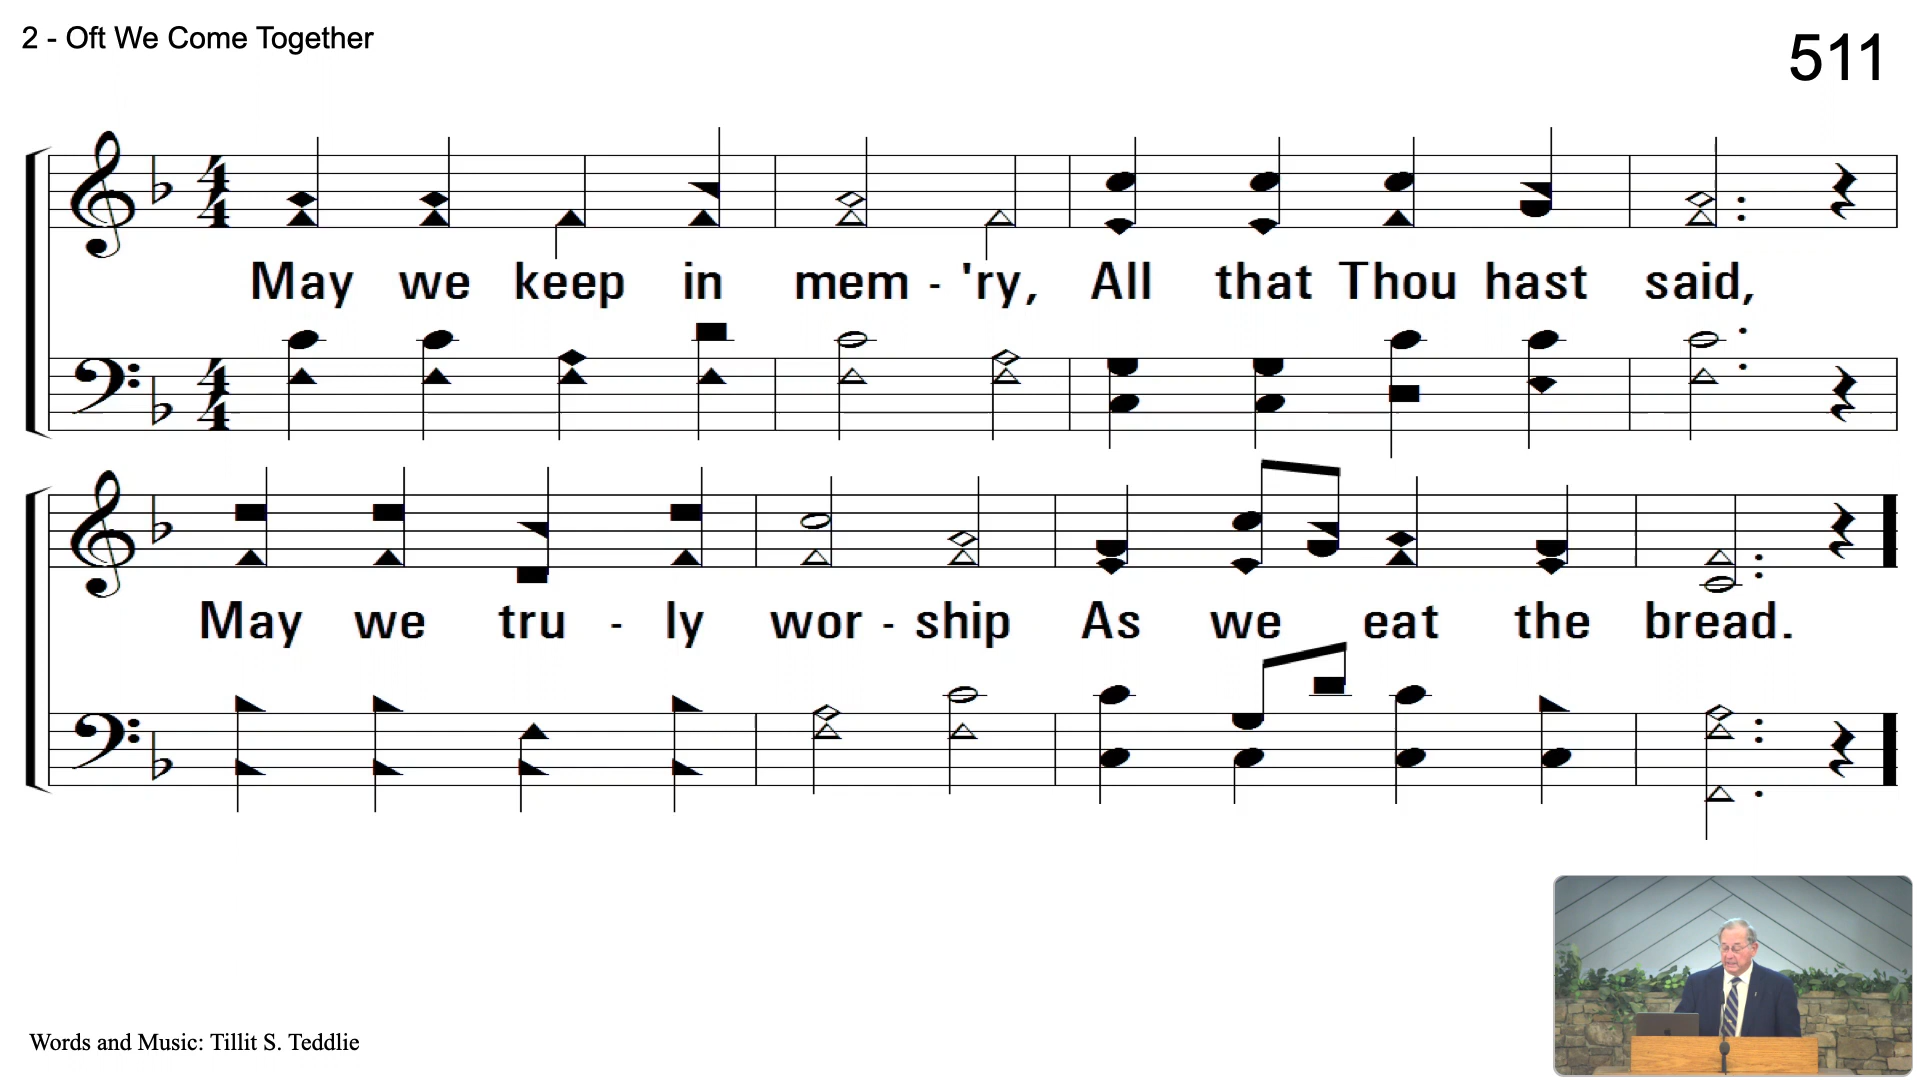 2 - Oft We Come Together
511
May we keep in mem - 'ry, All that Thou hast said,
May we tru - ly wor - ship As we eat the bread.
Words and Music: Tillit S. Teddlie